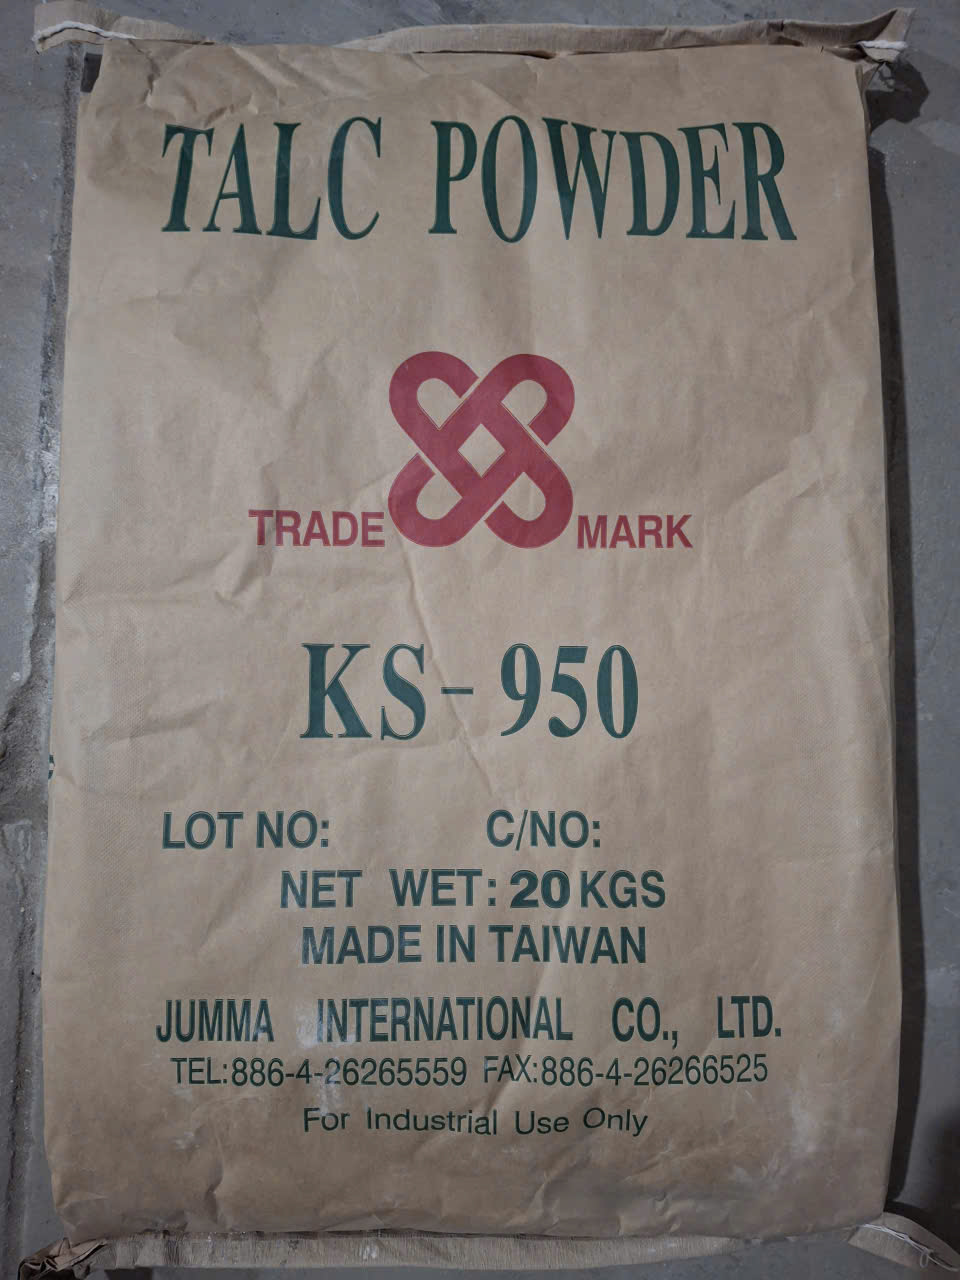 TALC POWDER
TRADE MARK
KS-950
LOT NO: C/NO:
NET WET: 20 KGS
MADE IN TAIWAN
JUMMA INTERNATIONAL CO., LTD.
TEL:886-4-26265559 FAX:886-4-26266525
For Industrial Use Only